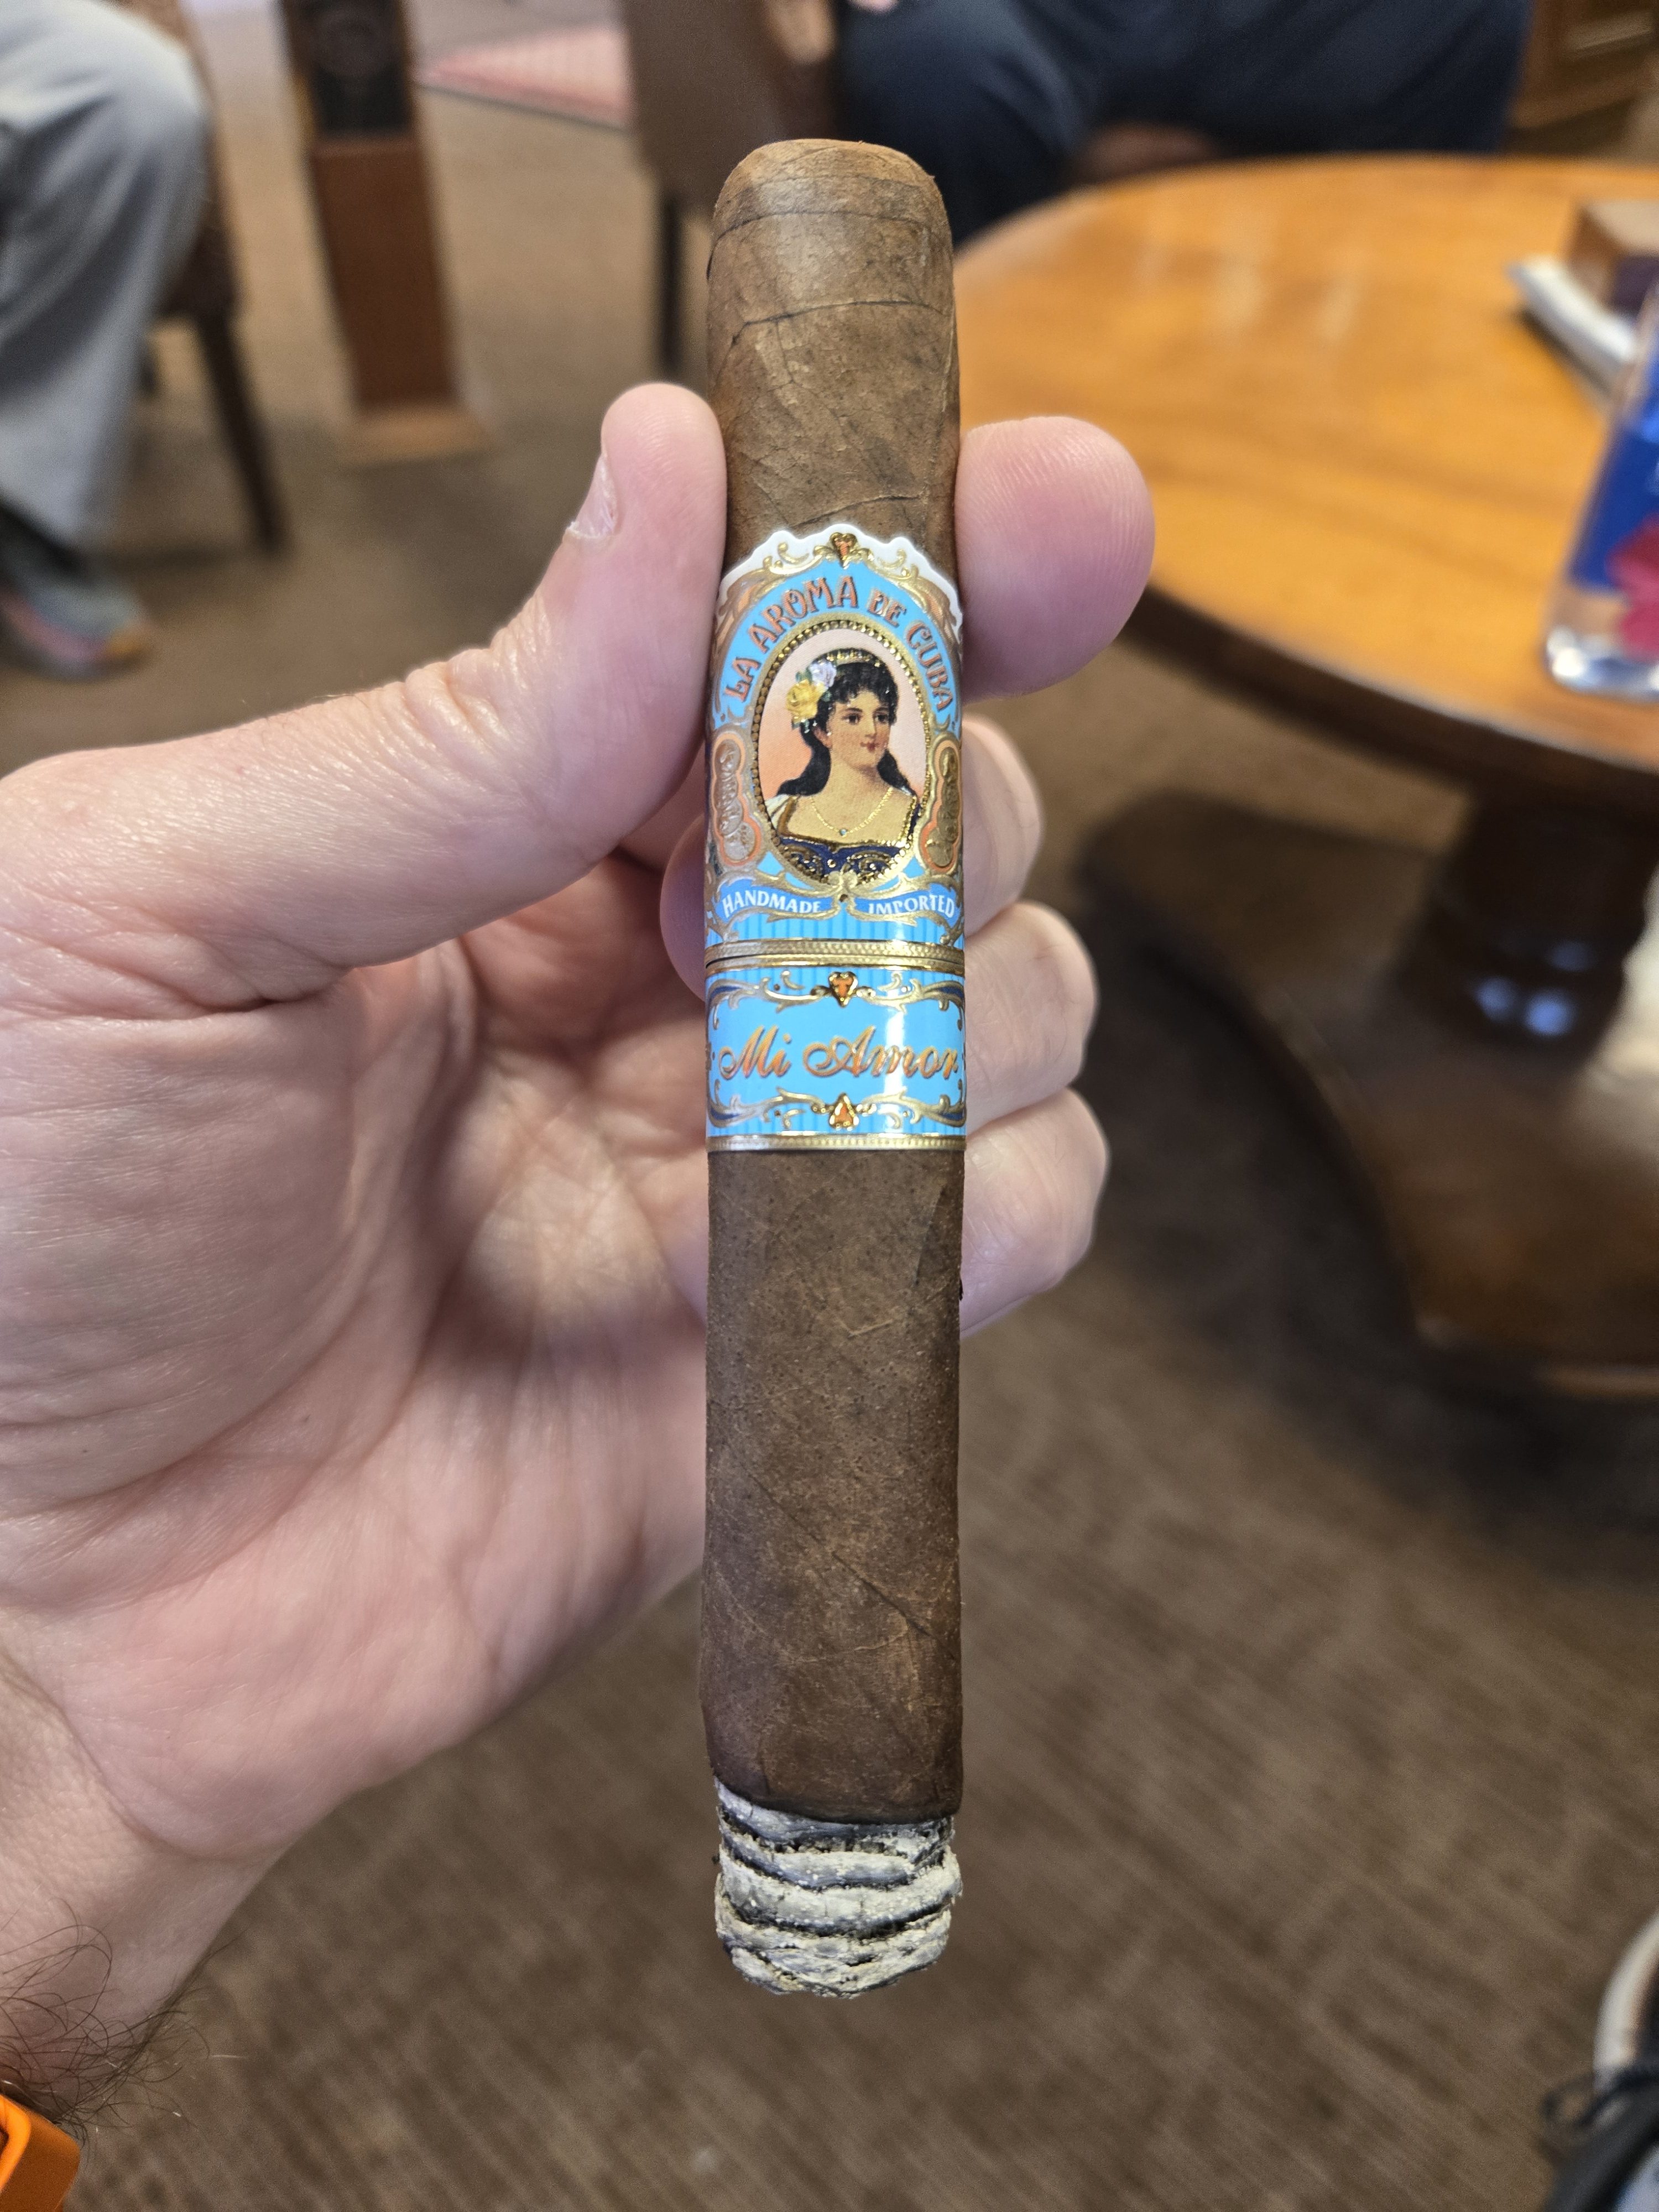 LA AROMA DE CUBA
HANDMADE IMPORTED
Mi Amor